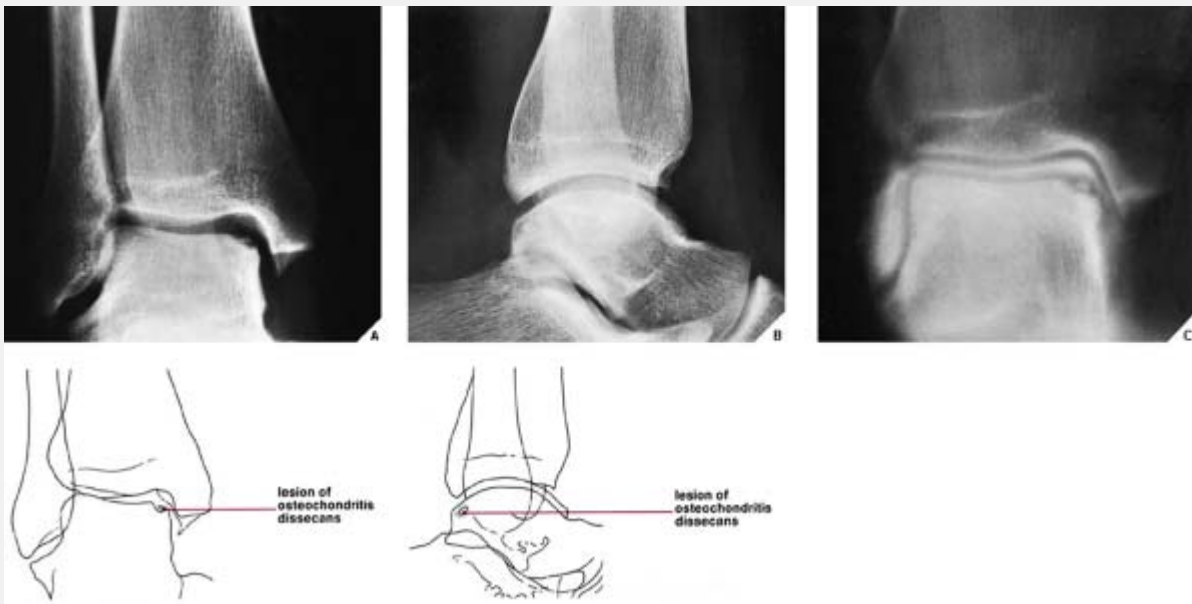 A
B
C
lesion of
osteochondritis
dissecans
lesion of
osteochondritis
dissecans